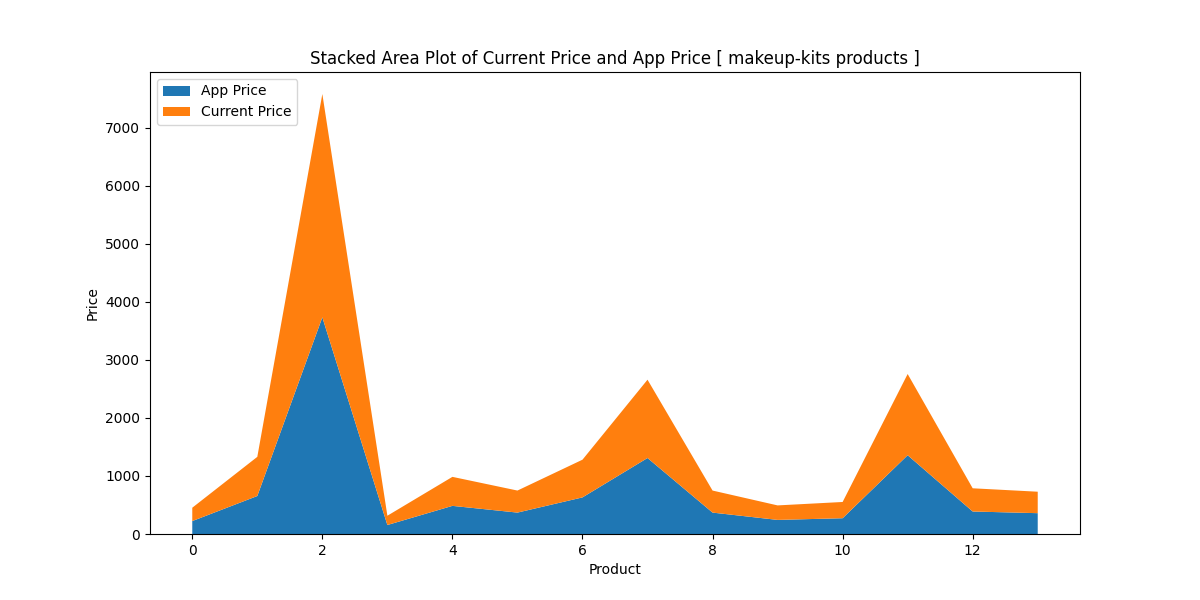 Stacked Area Plot of Current Price and App Price [ makeup-kits products ]
App Price
Current Price
7000
6000
5000
4000
3000
2000
1000
0
Price
0 2 4 6 8 10 12
Product